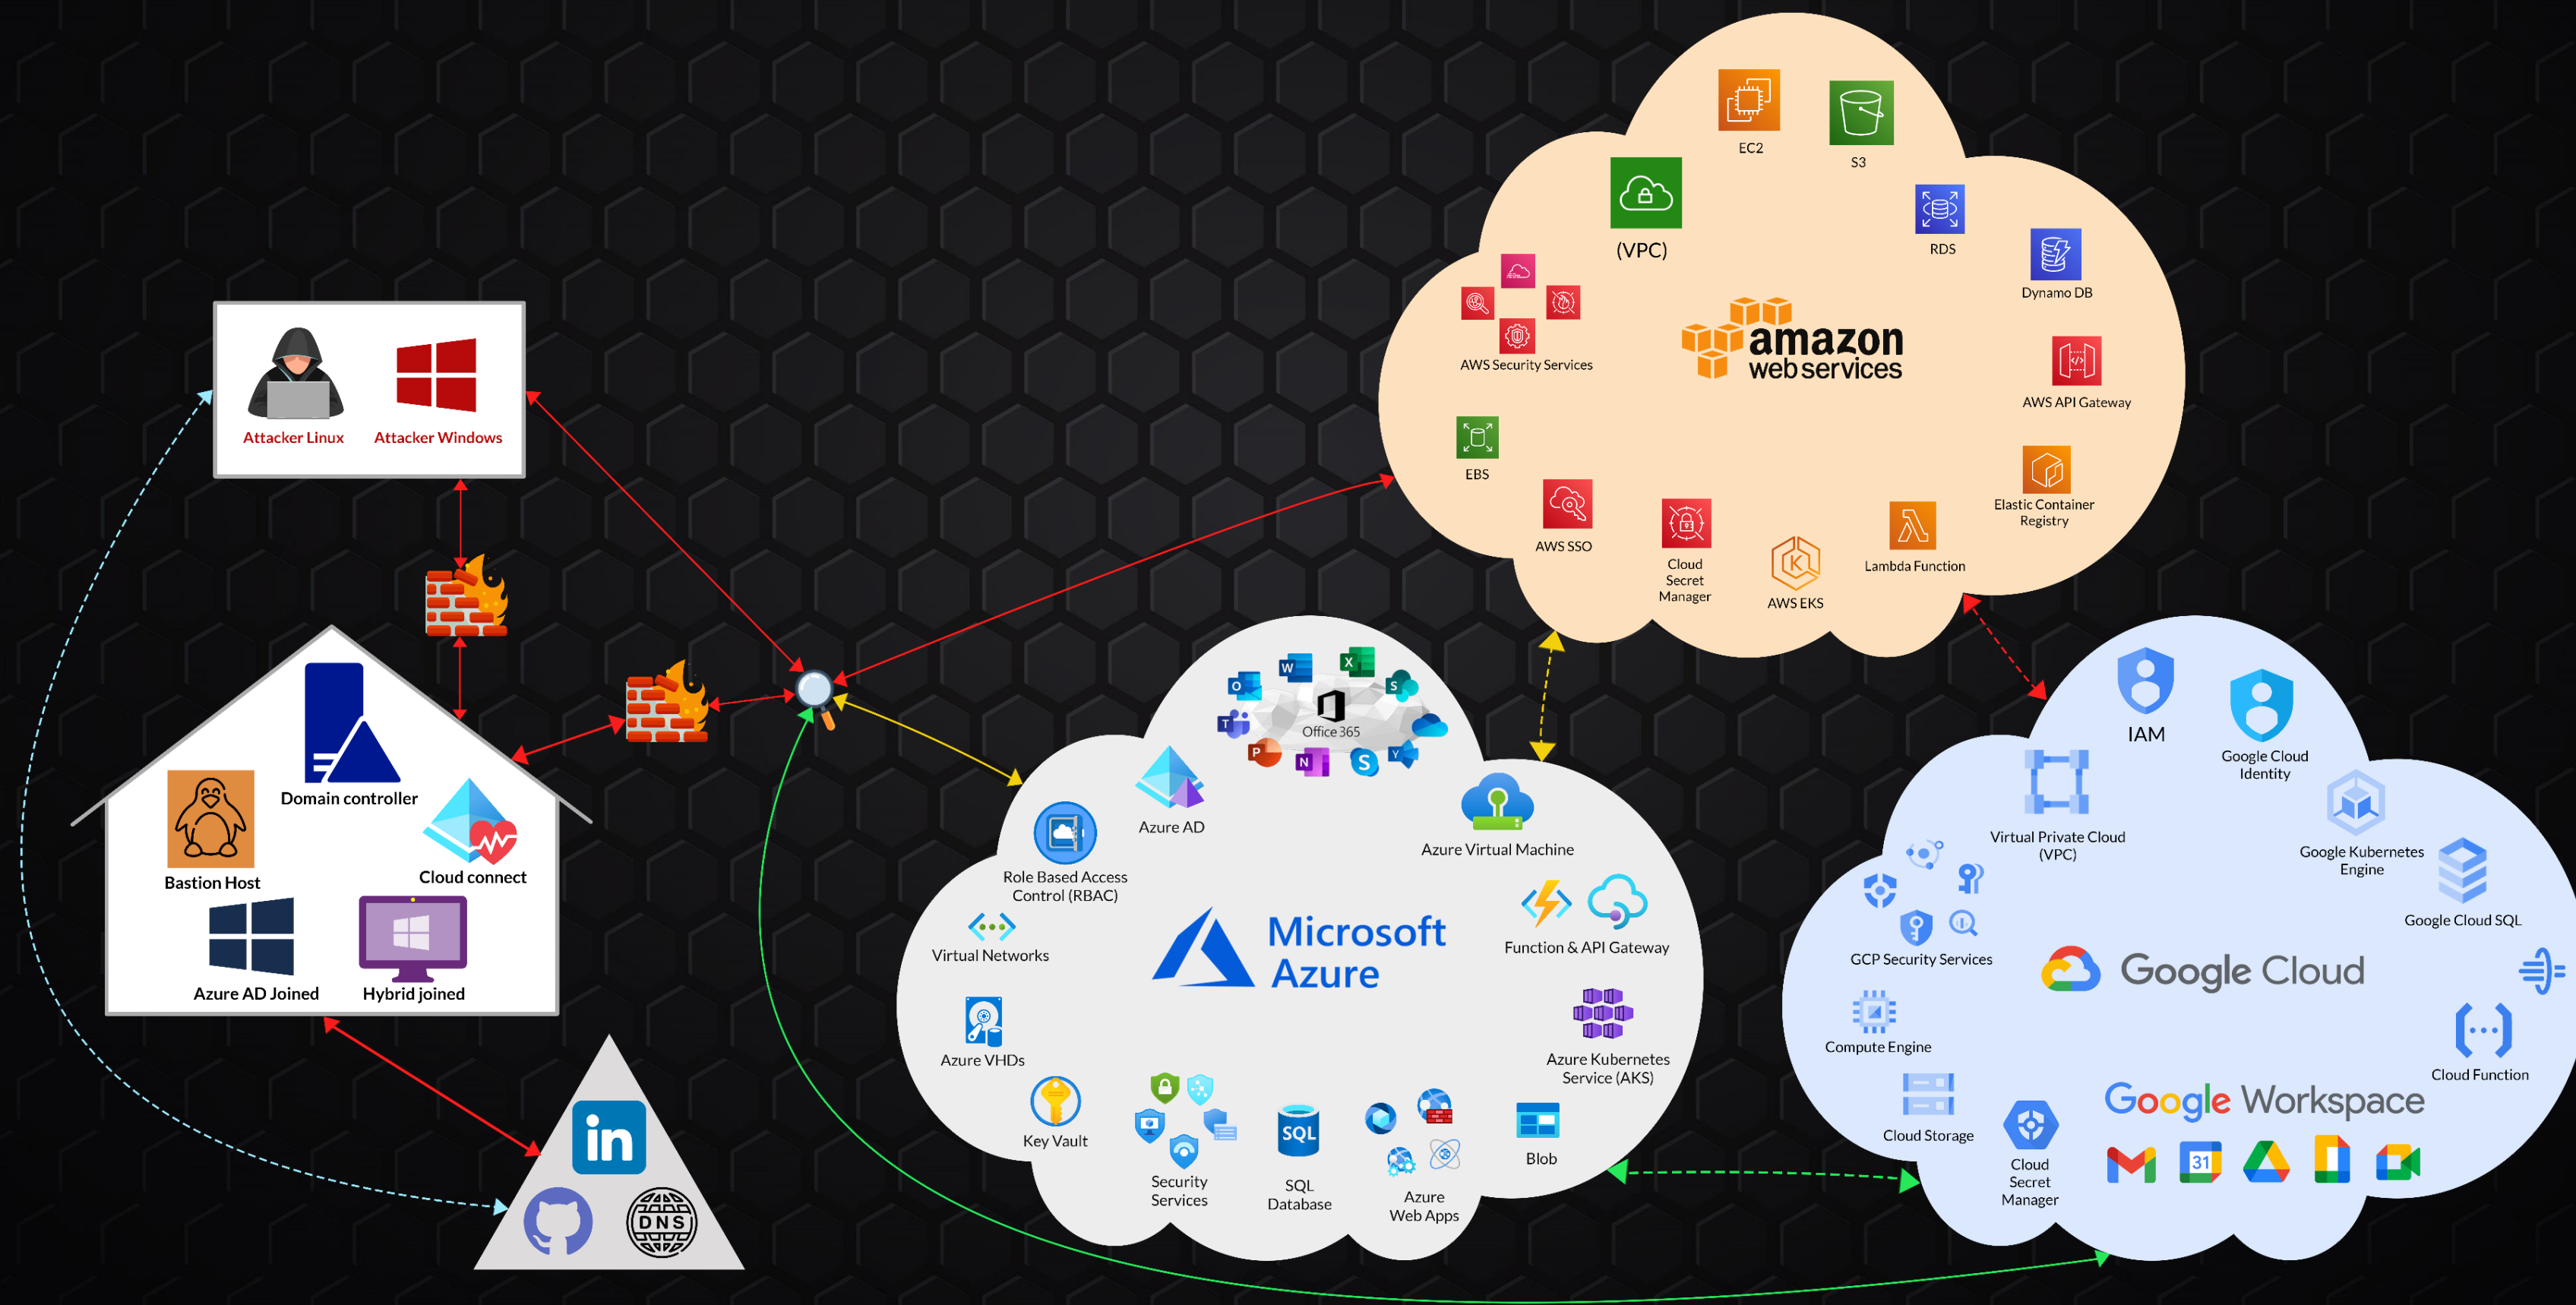 EC2
S3
(VPC)
RDS
Dynamo DB
amazon
web services
AWS Security Services
AWS API Gateway
EBS
Elastic Container
Registry
AWS SSO
Cloud
Secret
Manager
AWS EKS
Lambda Function
Attacker Linux
Attacker Windows
Domain controller
Bastion Host
Cloud connect
Azure AD Joined
Hybrid joined
in
DNS
W
X
O
S
T
Office 365
P
N
S
Y
Azure AD
Azure Virtual Machine
Role Based Access
Control (RBAC)
Virtual Networks
Function & API Gateway
Microsoft
Azure
Azure VHDs
Azure Kubernetes
Service (AKS)
Key Vault
Security
Services
SQL
SQL
Database
Azure
Web Apps
Blob
IAM
Google Cloud
Identity
Virtual Private Cloud
(VPC)
Google Kubernetes
Engine
Google Cloud SQL
GCP Security Services
Google Cloud
Compute Engine
Cloud Function
Google Workspace
Cloud Storage
31
Cloud
Secret
Manager